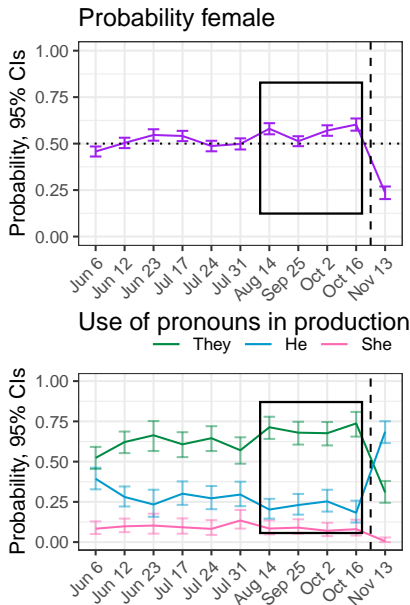 Probability female
Probability, 95% CIs
1.00
0.75
0.50
0.25
0.00
Jun 6
Jun 12
Jun 23
Jul 17
Jul 24
Jul 31
Aug 14
Sep 25
Oct 2
Oct 16
Nov 13
Use of pronouns in production
They He She
Probability, 95% CIs
1.00
0.75
0.50
0.25
0.00
Jun 6
Jun 12
Jun 23
Jul 17
Jul 24
Jul 31
Aug 14
Sep 25
Oct 2
Oct 16
Nov 13